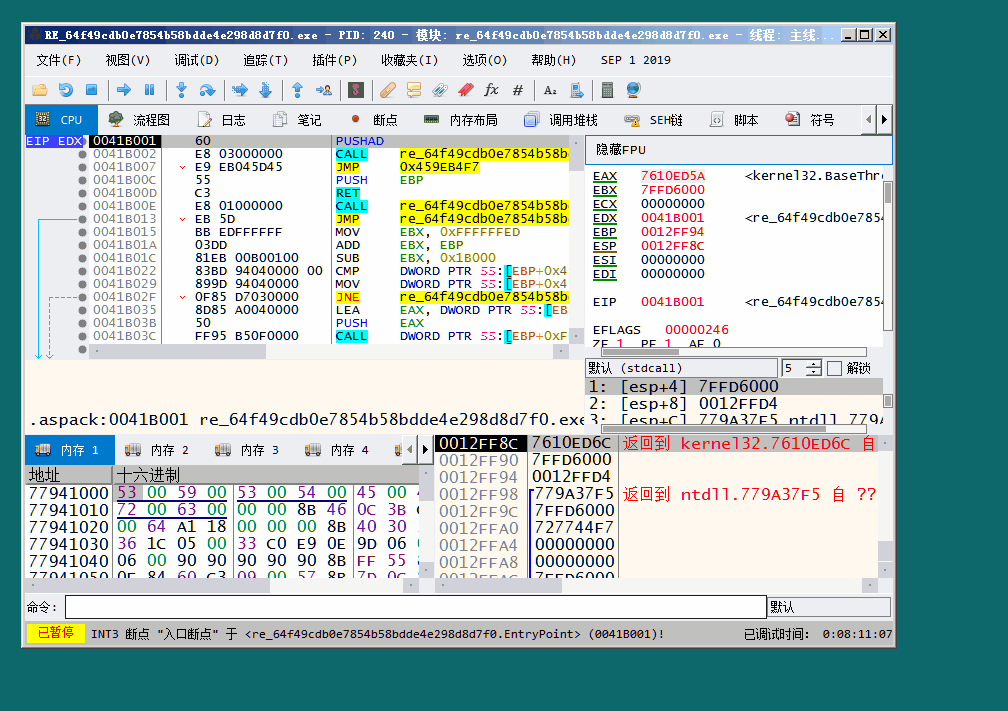 RE_64f49cdb0e7854b58bdde4e298d8d7f0.exe - PID: 240 - 模块: re_64f49cdb0e7854b58bdde4e298d8d7f0.exe - 线程: 主线...
文件(F) 视图(V) 调试(D) 追踪(T) 插件(P) 收藏夹(I) 选项(O) 帮助(H) SEP 1 2019
CPU 流程图 日志 笔记 断点 内存布局 调用堆栈 SEH链 脚本 符号
EIP EDX 0041B001 60 PUSHAD
0041B002 E8 03000000 CALL re_64f49cdb0e7854b58b
0041B007 E9 EB045D45 JMP 0x459EB4F7
0041B00C 55 PUSH EBP
0041B00D C3 RET
0041B00E E8 01000000 CALL re_64f49cdb0e7854b58b
0041B013 EB 5D JMP re_64f49cdb0e7854b58b
0041B015 BB EDFFFFFF MOV EBX, 0xFFFFFFED
0041B01A 03DD ADD EBX, EBP
0041B01C 81EB 00B00100 SUB EBX, 0x1B000
0041B022 83BD 94040000 00 CMP DWORD PTR SS:[EBP+0x4
0041B029 899D 94040000 MOV DWORD PTR SS:[EBP+0x4
0041B02F 0F85 D7030000 JNE re_64f49cdb0e7854b58b
0041B035 8D85 A0040000 LEA EAX, DWORD PTR SS:[EB
0041B03B 50 PUSH EAX
0041B03C FF95 B50F0000 CALL DWORD PTR SS:[EBP+0xF
隐藏FPU
EAX 7610ED5A <kernel32.BaseThre
EBX 7FFD6000
ECX 00000000
EDX 0041B001 <re_64f49cdb0e7854
EBP 0012FF94
ESP 0012FF8C
ESI 00000000
EDI 00000000
EIP 0041B001 <re_64f49cdb0e7854
EFLAGS 00000246
ZF 1 PF 1 AF 0
默认 (stdcall) 5 解锁
1: [esp+4] 7FFD6000
2: [esp+8] 0012FFD4
3: [esp+C] 779A37F5 ntdll.779A
.aspack:0041B001 re_64f49cdb0e7854b58bdde4e298d8d7f0.exe
内存 1 内存 2 内存 3 内存 4
地址 十六进制
77941000 53 00 59 00 53 00 54 00 45 00
77941010 72 00 63 00 00 00 8B 46 0C 3B
77941020 00 64 A1 18 00 00 00 8B 40 30
77941030 36 1C 05 00 33 C0 E9 0E 9D 06
77941040 06 00 90 90 90 90 90 8B FF 55
77941050 0F 84 60 C3 09 00 57 8B 7D 0C
0012FF8C 7610ED6C 返回到 kernel32.7610ED6C 自
0012FF90 7FFD6000
0012FF94 0012FFD4
0012FF98 779A37F5 返回到 ntdll.779A37F5 自 ??
0012FF9C 7FFD6000
0012FFA0 727744F7
0012FFA4 00000000
0012FFA8 00000000
0012FFAC 7FFD6000
命令: 默认
已暂停 INT3 断点 "入口断点" 于 <re_64f49cdb0e7854b58bdde4e298d8d7f0.EntryPoint> (0041B001)! 已调试时间: 0:08:11:07